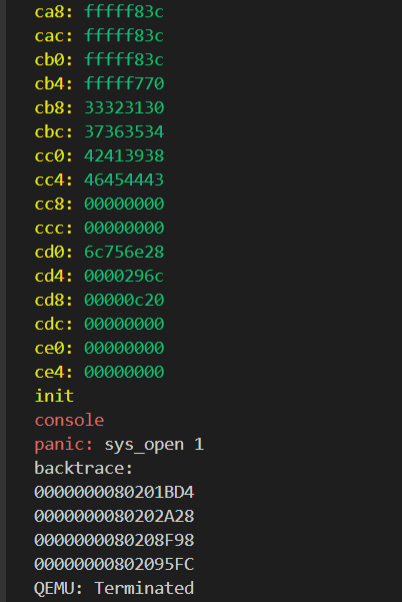 ca8: fffff83c
cac: fffff83c
cb0: fffff83c
cb4: fffff770
cb8: 33323130
cbc: 37363534
cc0: 42413938
cc4: 46454443
cc8: 00000000
ccc: 00000000
cd0: 6c756e28
cd4: 0000296c
cd8: 00000c20
cdc: 00000000
ce0: 00000000
ce4: 00000000
init
console
panic: sys_open 1
backtrace:
0000000080201BD4
0000000080202A28
0000000080208F98
00000000802095FC
QEMU: Terminated